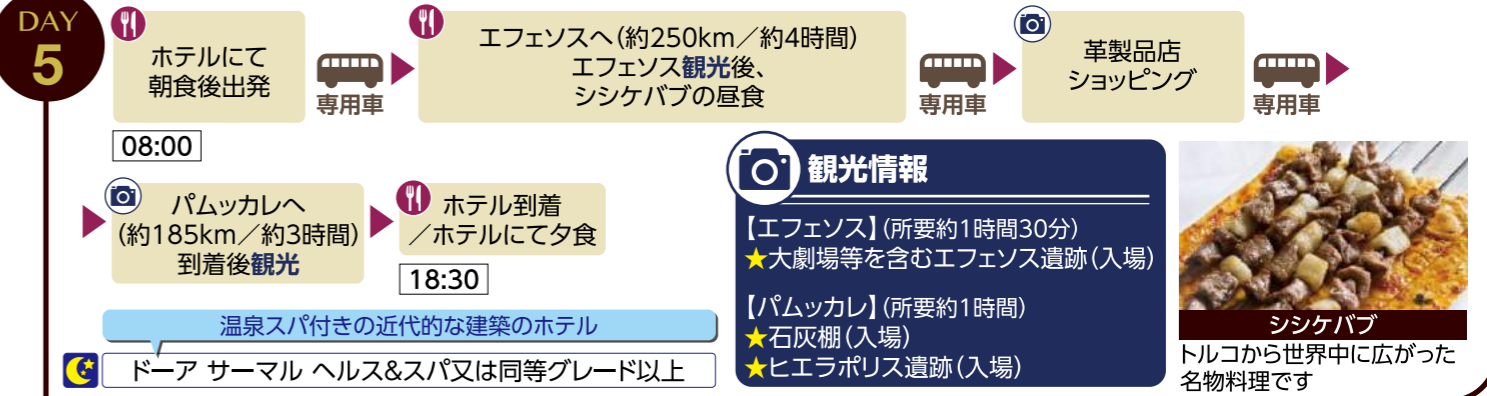 DAY
5
ホテルにて
朝食後出発
専用車
エフェソスへ(約250km/約4時間)
エフェソス観光後、
シシケバブの昼食
専用車
革製品店
ショッピング
専用車
08:00
パムッカレへ
(約185km/約3時間)
到着後観光
ホテル到着
/ホテルにて夕食
18:30
温泉スパ付きの近代的な建築のホテル
ドーア サーマル ヘルス&スパ又は同等グレード以上
観光情報
【エフェソス】(所要約1時間30分)
★大劇場等を含むエフェソス遺跡(入場)
【パムッカレ】(所要約1時間)
★石灰棚(入場)
★ヒエラポリス遺跡(入場)
シシケバブ
トルコから世界中に広がった
名物料理です